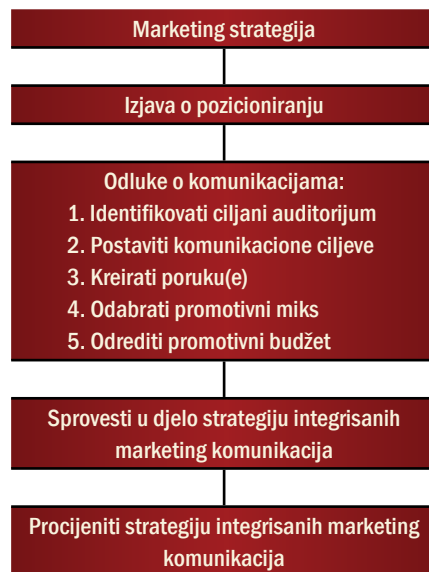 Marketing strategija
Izjava o pozicioniranju
Odluke o komunikacijama:
1. Identifikovati ciljani auditorijum
2. Postaviti komunikacione ciljeve
3. Kreirati poruku(e)
4. Odabrati promotivni miks
5. Odrediti promotivni budžet
Sprovesti u djelo strategiju integrisanih
marketing komunikacija
Procijeniti strategiju integrisanih marketing
komunikacija